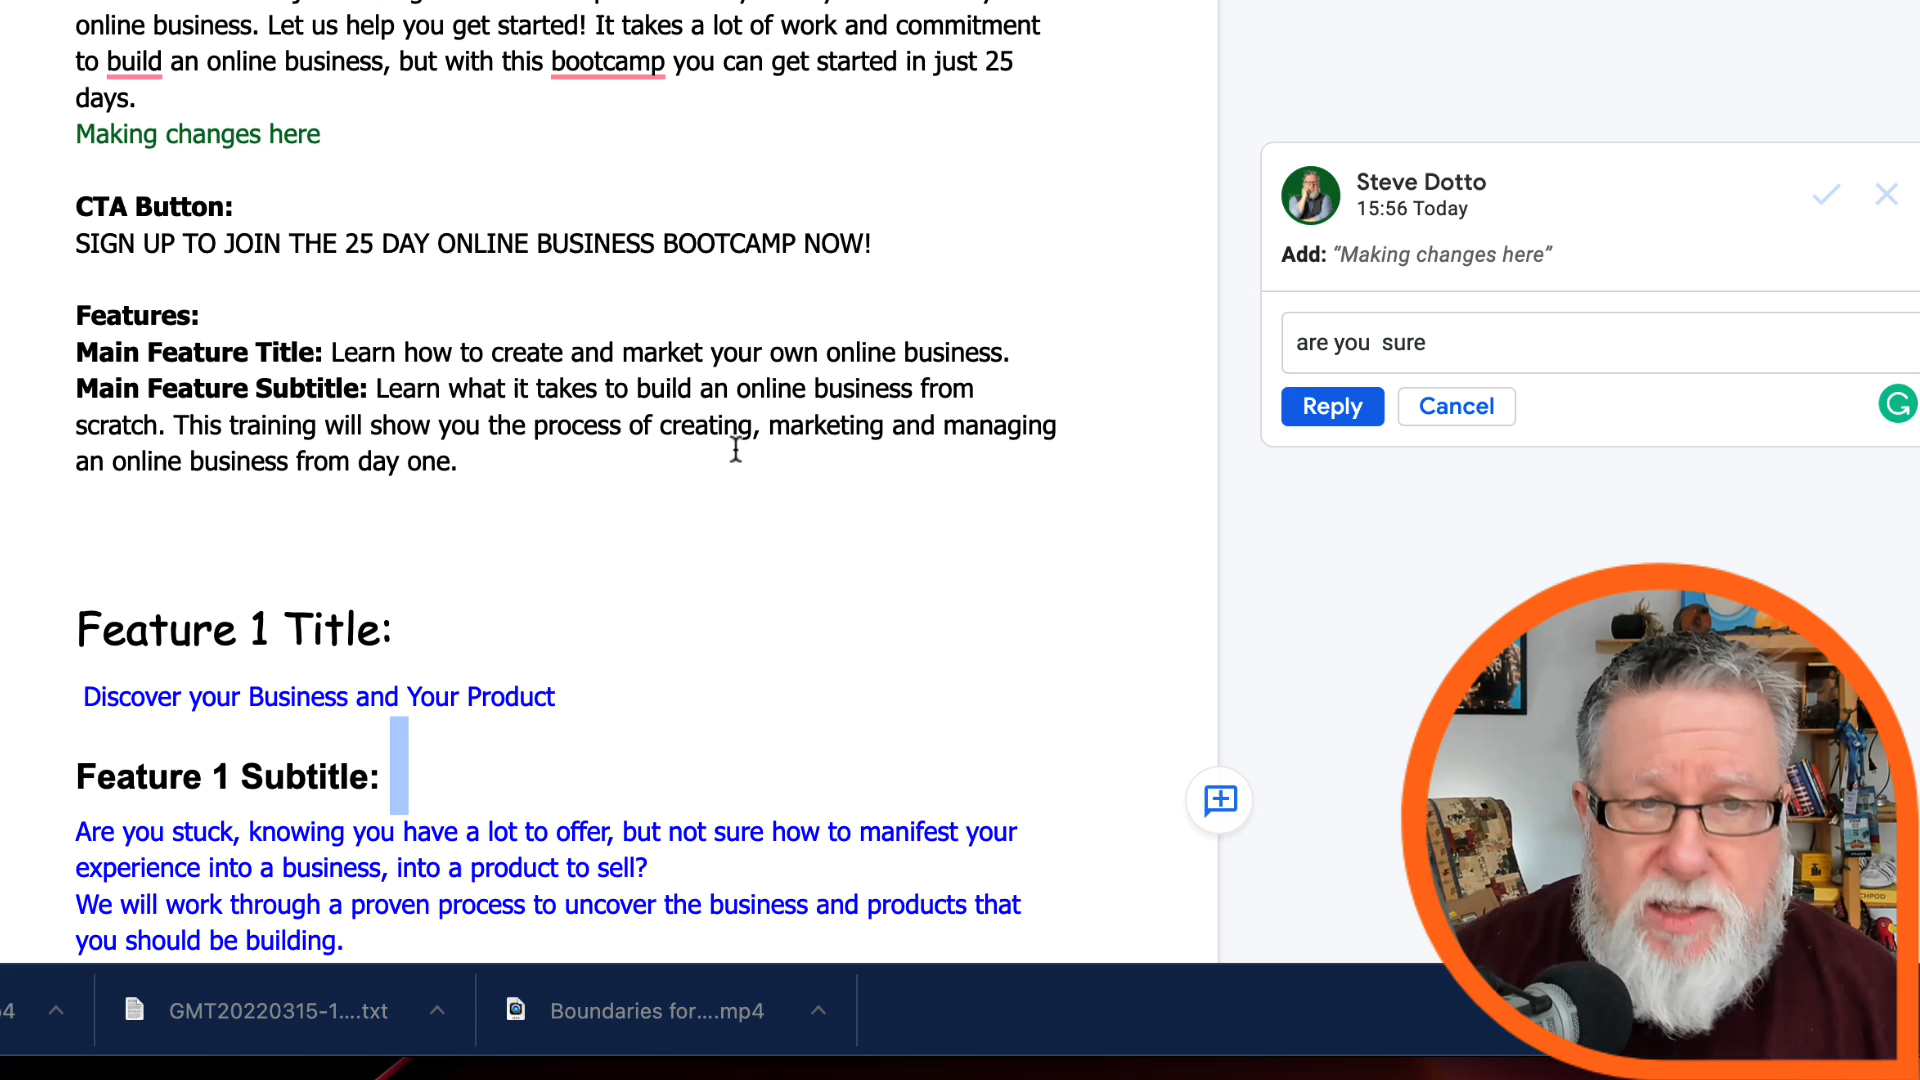 online business. Let us help you get started! It takes a lot of work and commitment
to build an online business, but with this bootcamp you can get started in just 25
days.
Making changes here
CTA Button:
SIGN UP TO JOIN THE 25 DAY ONLINE BUSINESS BOOTCAMP NOW!
Features:
Main Feature Title: Learn how to create and market your own online business.
Main Feature Subtitle: Learn what it takes to build an online business from
scratch. This training will show you the process of creating, marketing and managing
an online business from day one.
Feature 1 Title:
Discover your Business and Your Product
Feature 1 Subtitle:
Are you stuck, knowing you have a lot to offer, but not sure how to manifest your
experience into a business, into a product to sell?
We will work through a proven process to uncover the business and products that
you should be building.
Steve Dotto
15:56 Today
Add: “Making changes here”
are you  sure
Reply
Cancel
GMT20220315-1....txt
Boundaries for....mp4